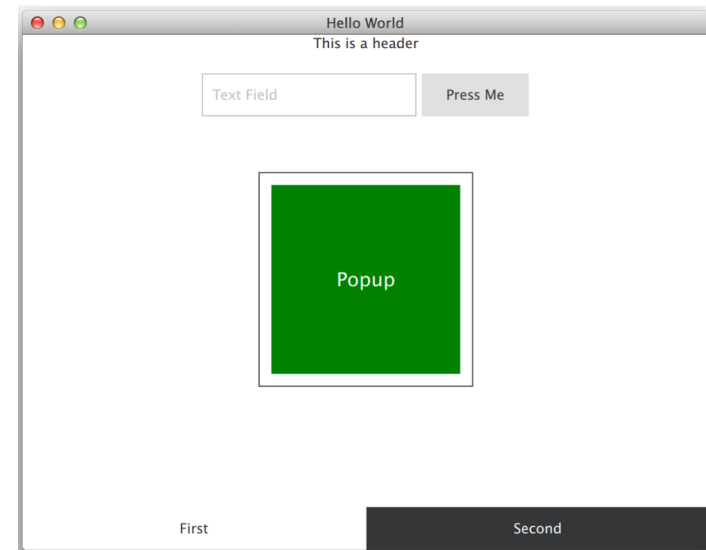 Hello World
This is a header
Text Field
Press Me
Popup
First
Second